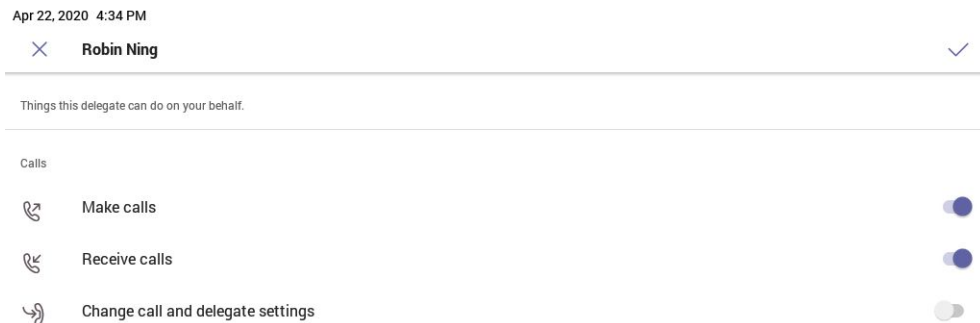 Apr 22, 2020 4:34 PM
Robin Ning
Things this delegate can do on your behalf.
Calls
Make calls
Receive calls
Change call and delegate settings